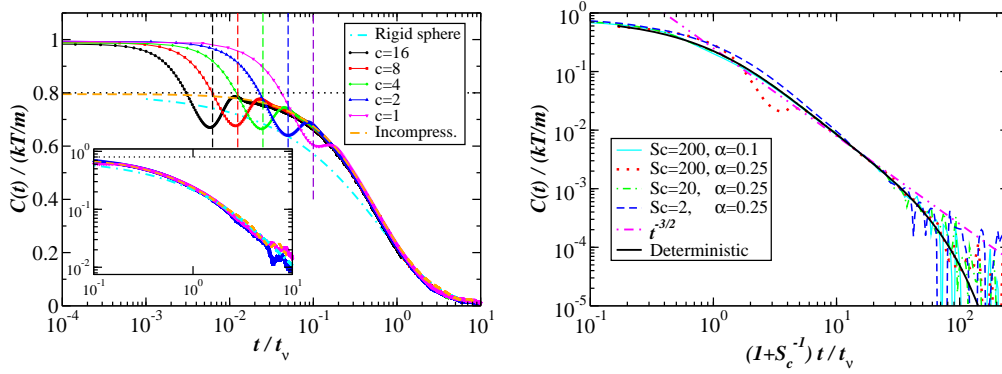 C(t) / (kT/m)
1
0.8
0.6
0.4
0.2
0
Rigid sphere
c=16
c=8
c=4
c=2
c=1
Incompress.
10^0
10^-1
10^-2
10^-1 10^0 10^1
10^-4 10^-3 10^-2 10^-1 10^0 10^1
t / t_ν
C(t) / (kT/m)
10^0
10^-1
10^-2
10^-3
10^-4
10^-5
Sc=200, α=0.1
Sc=200, α=0.25
Sc=20, α=0.25
Sc=2, α=0.25
t^-3/2
Deterministic
10^-1 10^0 10^1 10^2
(1+S_c^-1) t / t_ν